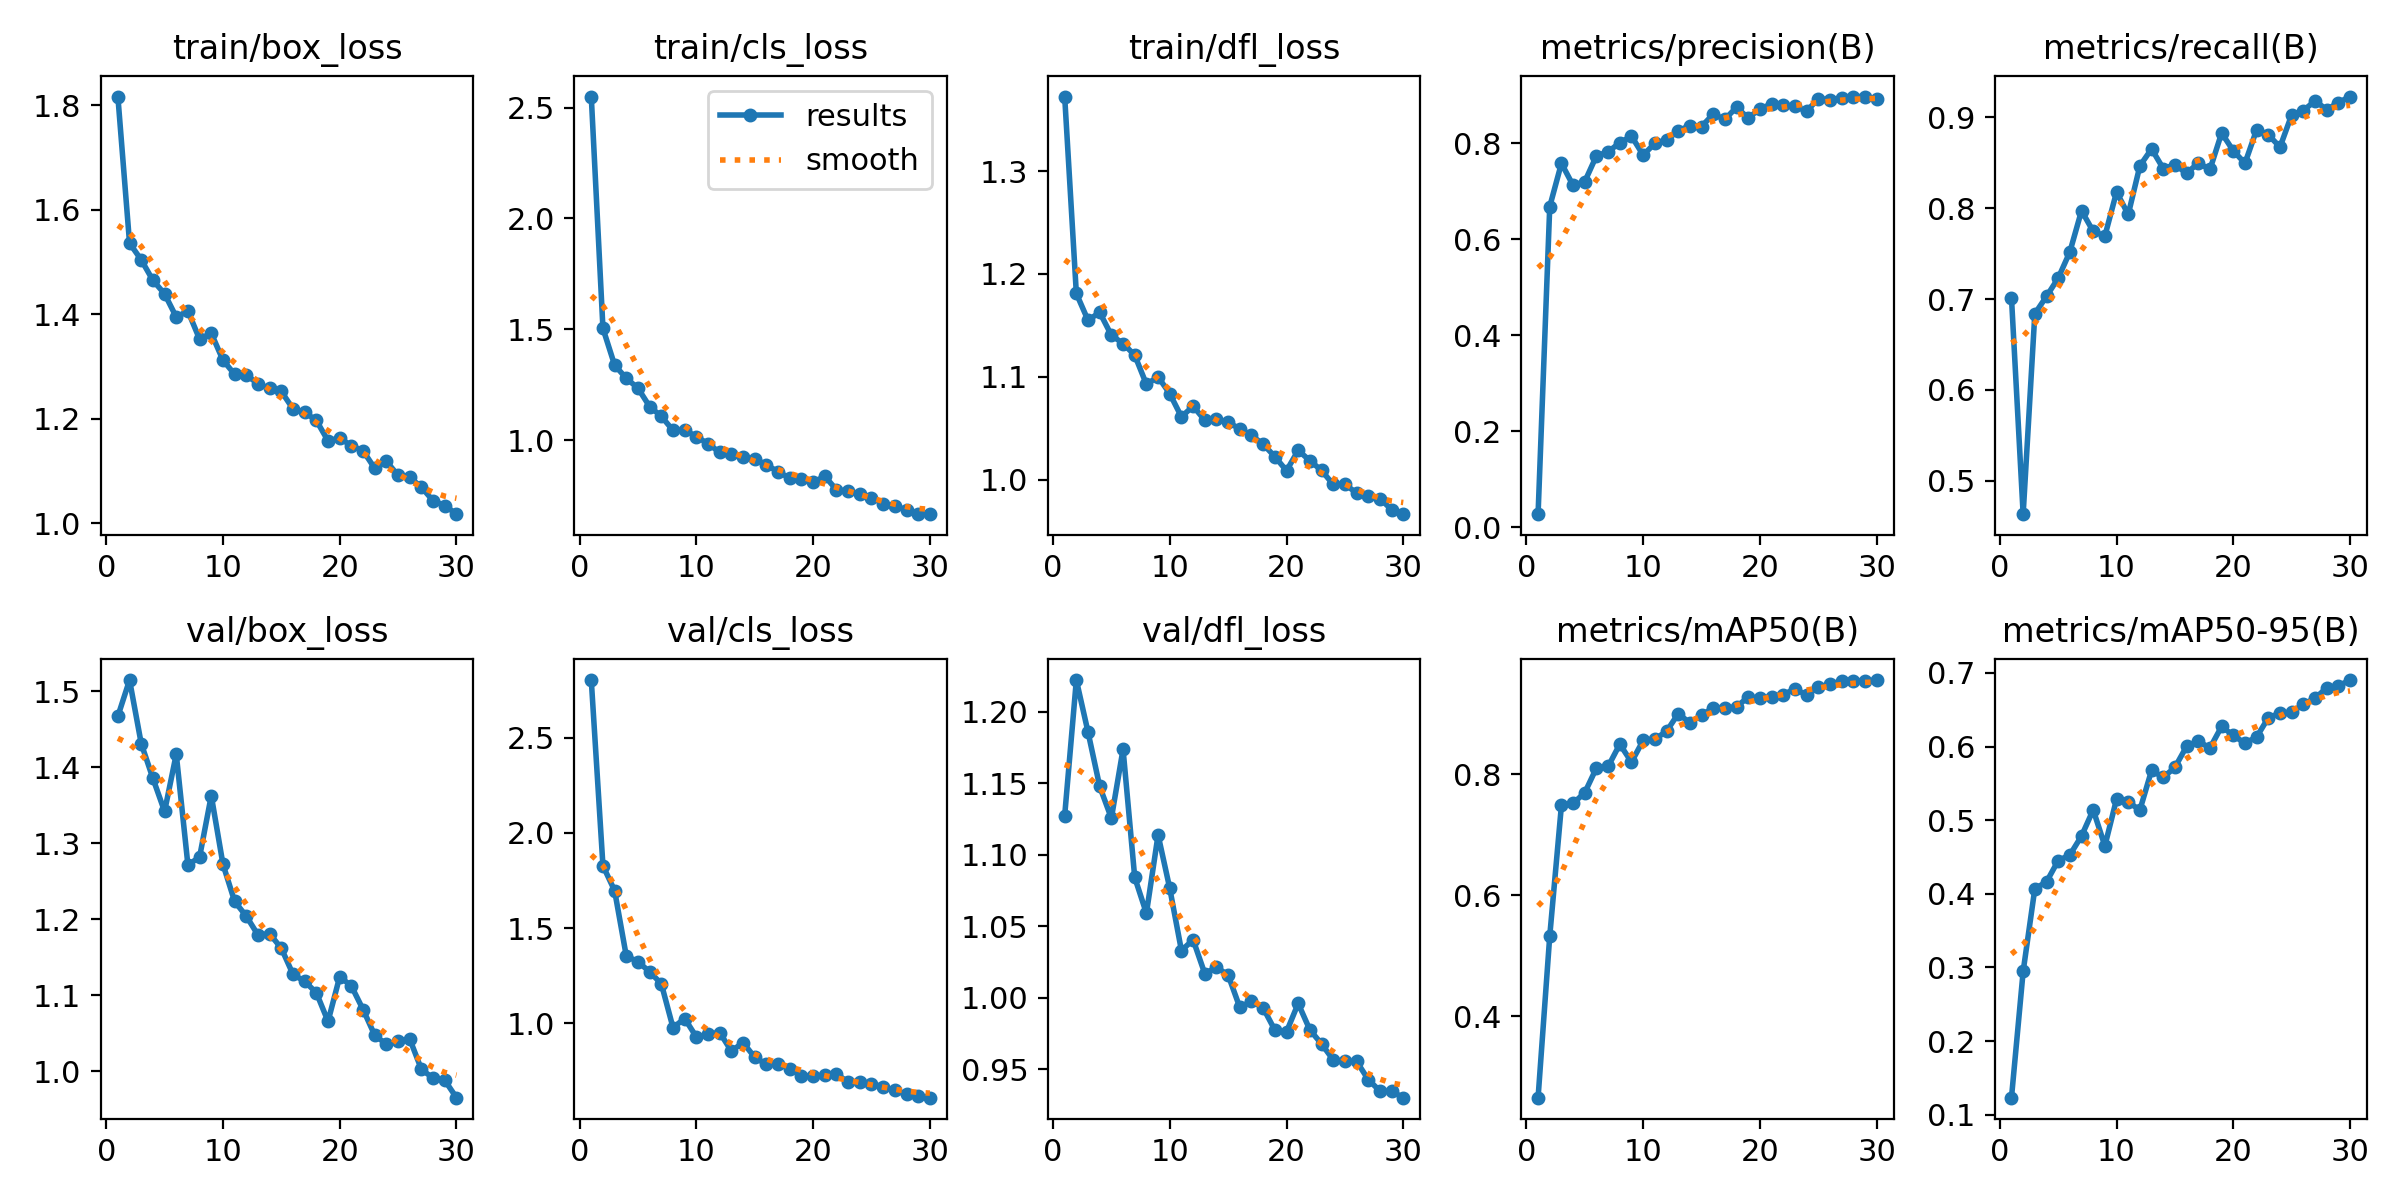 train/box_loss
1.8
1.6
1.4
1.2
1.0
0 10 20 30
train/cls_loss
results
smooth
2.5
2.0
1.5
1.0
0 10 20 30
train/dfl_loss
1.3
1.2
1.1
1.0
0 10 20 30
metrics/precision(B)
0.8
0.6
0.4
0.2
0.0
0 10 20 30
metrics/recall(B)
0.9
0.8
0.7
0.6
0.5
0 10 20 30
val/box_loss
1.5
1.4
1.3
1.2
1.1
1.0
0 10 20 30
val/cls_loss
2.5
2.0
1.5
1.0
0 10 20 30
val/dfl_loss
1.20
1.15
1.10
1.05
1.00
0.95
0 10 20 30
metrics/mAP50(B)
0.8
0.6
0.4
0 10 20 30
metrics/mAP50-95(B)
0.7
0.6
0.5
0.4
0.3
0.2
0.1
0 10 20 30